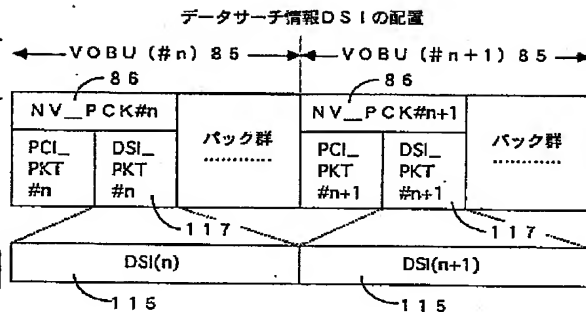 データサーチ情報DSIの配置
VOBU (#n) 85
VOBU (#n+1) 85
86
86
NV_PCK#n
パック群
............
NV_PCK#n+1
パック群
............
PCI_
PKT
#n
DSI_
PKT
#n
PCI_
PKT
#n+1
DSI_
PKT
#n+1
117
117
DSI(n)
DSI(n+1)
115
115